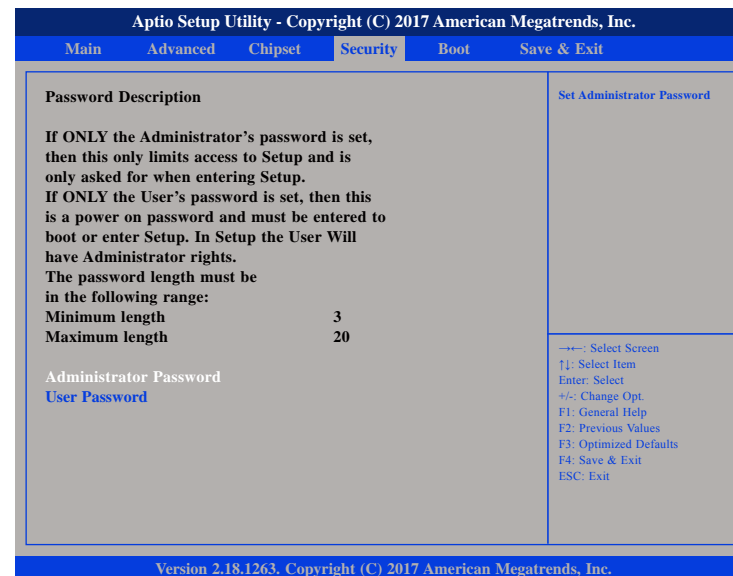 Aptio Setup Utility - Copyright (C) 2017 American Megatrends, Inc.
Main Advanced Chipset Security Boot Save & Exit
Password Description
If ONLY the Administrator's password is set,
then this only limits access to Setup and is
only asked for when entering Setup.
If ONLY the User's password is set, then this
is a power on password and must be entered to
boot or enter Setup. In Setup the User Will
have Administrator rights.
The password length must be
in the following range:
Minimum length 3
Maximum length 20
Administrator Password
User Password
Set Administrator Password
→←: Select Screen
↑↓: Select Item
Enter: Select
+/-: Change Opt.
F1: General Help
F2: Previous Values
F3: Optimized Defaults
F4: Save & Exit
ESC: Exit
Version 2.18.1263. Copyright (C) 2017 American Megatrends, Inc.